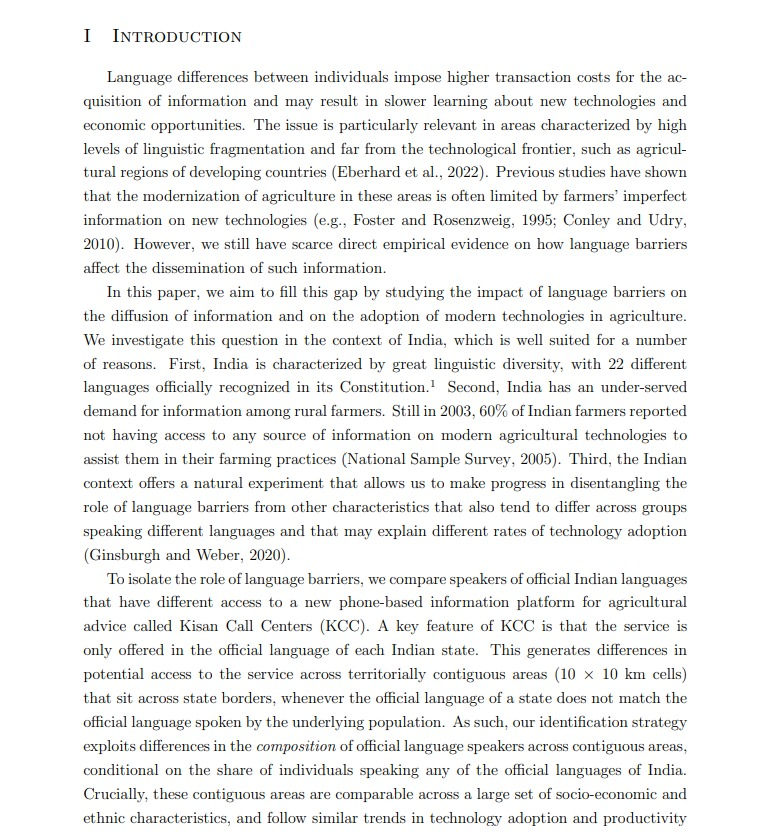 I INTRODUCTION
Language differences between individuals impose higher transaction costs for the ac-
quisition of information and may result in slower learning about new technologies and
economic opportunities. The issue is particularly relevant in areas characterized by high
levels of linguistic fragmentation and far from the technological frontier, such as agricul-
tural regions of developing countries (Eberhard et al., 2022). Previous studies have shown
that the modernization of agriculture in these areas is often limited by farmers' imperfect
information on new technologies (e.g., Foster and Rosenzweig, 1995; Conley and Udry,
2010). However, we still have scarce direct empirical evidence on how language barriers
affect the dissemination of such information.
In this paper, we aim to fill this gap by studying the impact of language barriers on
the diffusion of information and on the adoption of modern technologies in agriculture.
We investigate this question in the context of India, which is well suited for a number
of reasons. First, India is characterized by great linguistic diversity, with 22 different
languages officially recognized in its Constitution.¹ Second, India has an under-served
demand for information among rural farmers. Still in 2003, 60% of Indian farmers reported
not having access to any source of information on modern agricultural technologies to
assist them in their farming practices (National Sample Survey, 2005). Third, the Indian
context offers a natural experiment that allows us to make progress in disentangling the
role of language barriers from other characteristics that also tend to differ across groups
speaking different languages and that may explain different rates of technology adoption
(Ginsburgh and Weber, 2020).
To isolate the role of language barriers, we compare speakers of official Indian languages
that have different access to a new phone-based information platform for agricultural
advice called Kisan Call Centers (KCC). A key feature of KCC is that the service is
only offered in the official language of each Indian state. This generates differences in
potential access to the service across territorially contiguous areas (10 × 10 km cells)
that sit across state borders, whenever the official language of a state does not match the
official language spoken by the underlying population. As such, our identification strategy
exploits differences in the composition of official language speakers across contiguous areas,
conditional on the share of individuals speaking any of the official languages of India.
Crucially, these contiguous areas are comparable across a large set of socio-economic and
ethnic characteristics, and follow similar trends in technology adoption and productivity